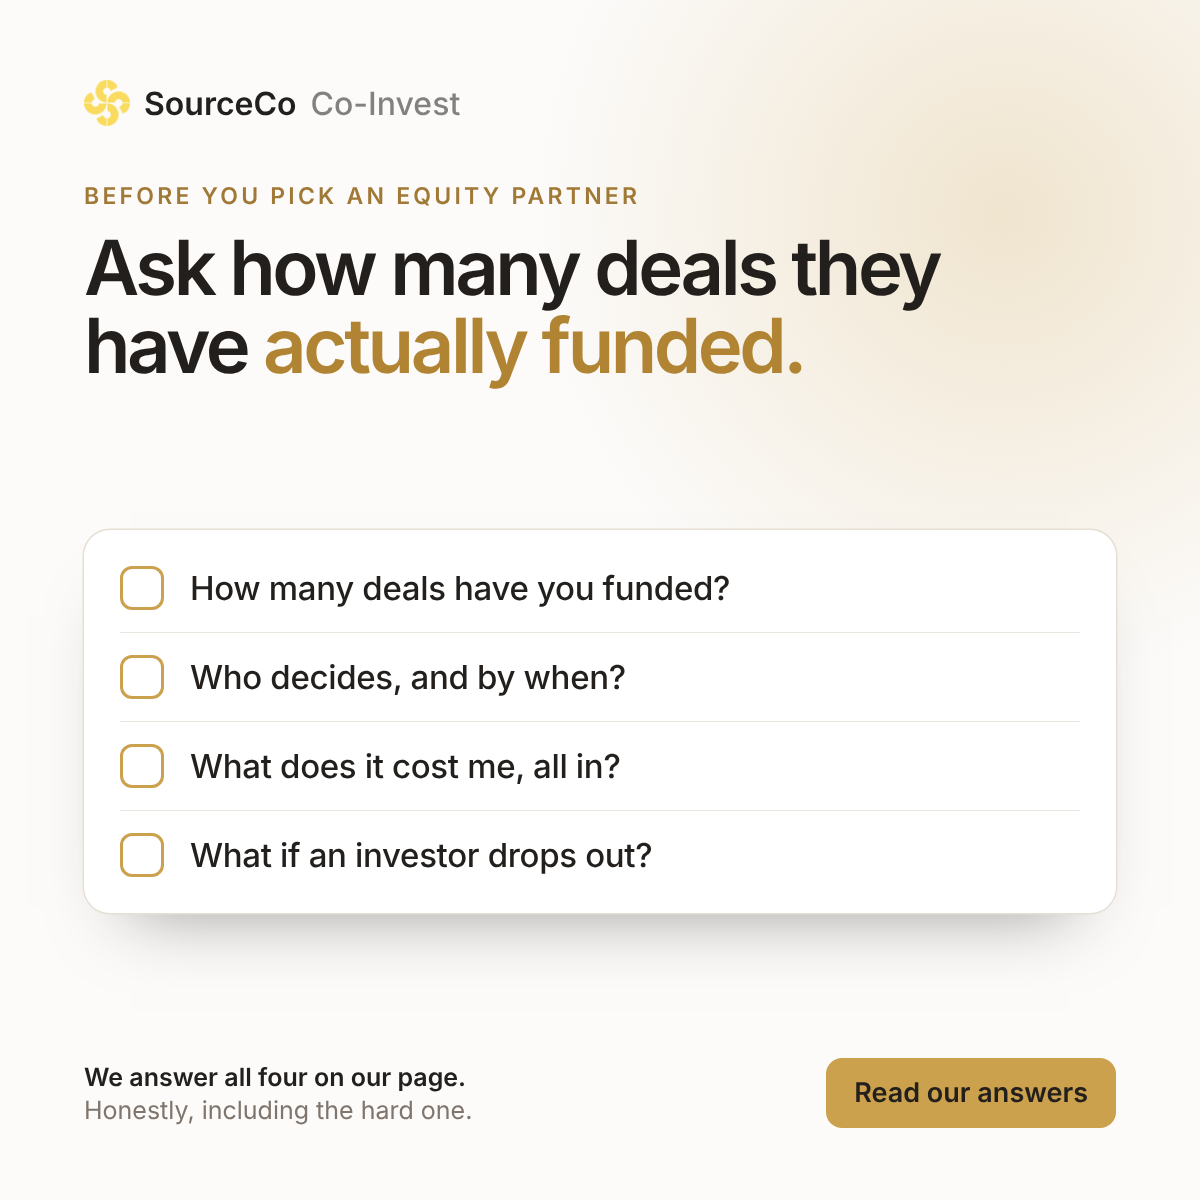 SourceCo Co-Invest
BEFORE YOU PICK AN EQUITY PARTNER
Ask how many deals they
have actually funded.
How many deals have you funded?
Who decides, and by when?
What does it cost me, all in?
What if an investor drops out?
We answer all four on our page.
Honestly, including the hard one.
Read our answers